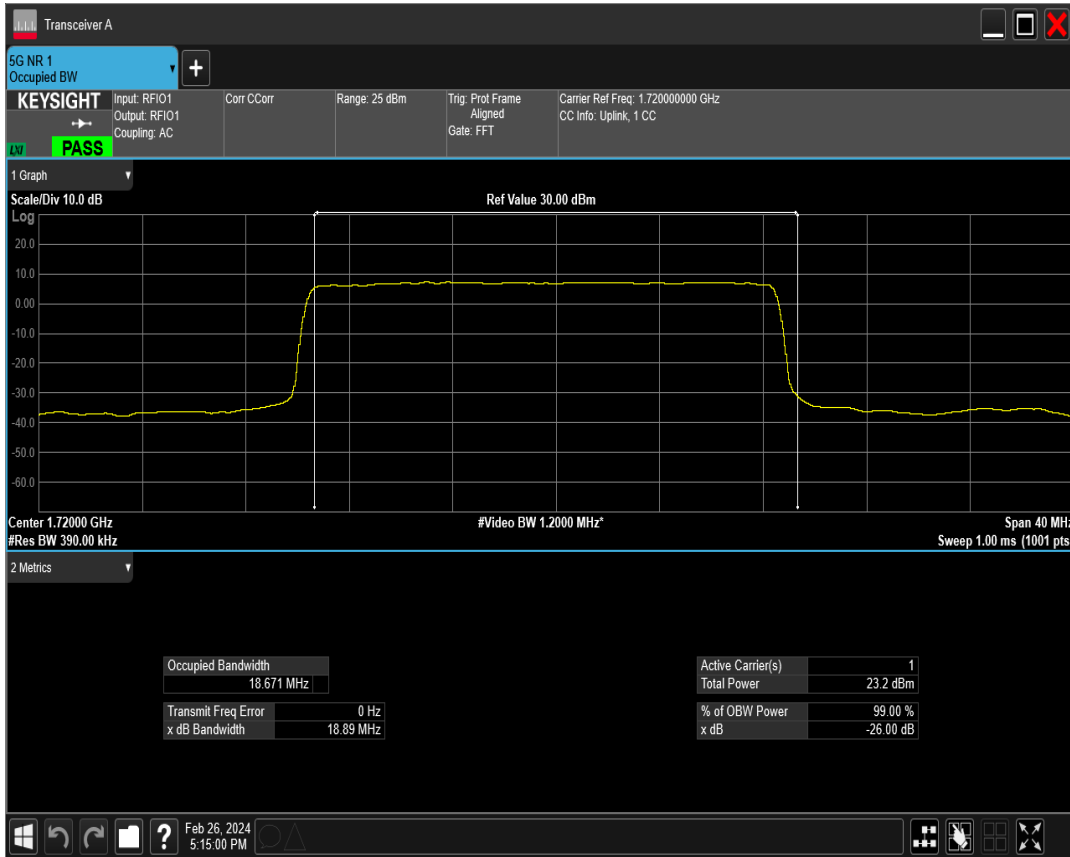 Transceiver A
5G NR 1
Occupied BW
KEYSIGHT
LXI
PASS
Input: RFIO1
Output: RFIO1
Coupling: AC
Corr CCorr
Range: 25 dBm
Trig: Prot Frame
Aligned
Gate: FFT
Carrier Ref Freq: 1.720000000 GHz
CC Info: Uplink, 1 CC
1 Graph
Scale/Div 10.0 dB
Ref Value 30.00 dBm
Log
20.0
10.0
0.00
-10.0
-20.0
-30.0
-40.0
-50.0
-60.0
Center 1.72000 GHz
#Video BW 1.2000 MHz*
Span 40 MHz
#Res BW 390.00 kHz
Sweep 1.00 ms (1001 pts
2 Metrics
Occupied Bandwidth
18.671 MHz
Transmit Freq Error 0 Hz
x dB Bandwidth 18.89 MHz
Active Carrier(s) 1
Total Power 23.2 dBm
% of OBW Power 99.00 %
x dB -26.00 dB
?
Feb 26, 2024
5:15:00 PM